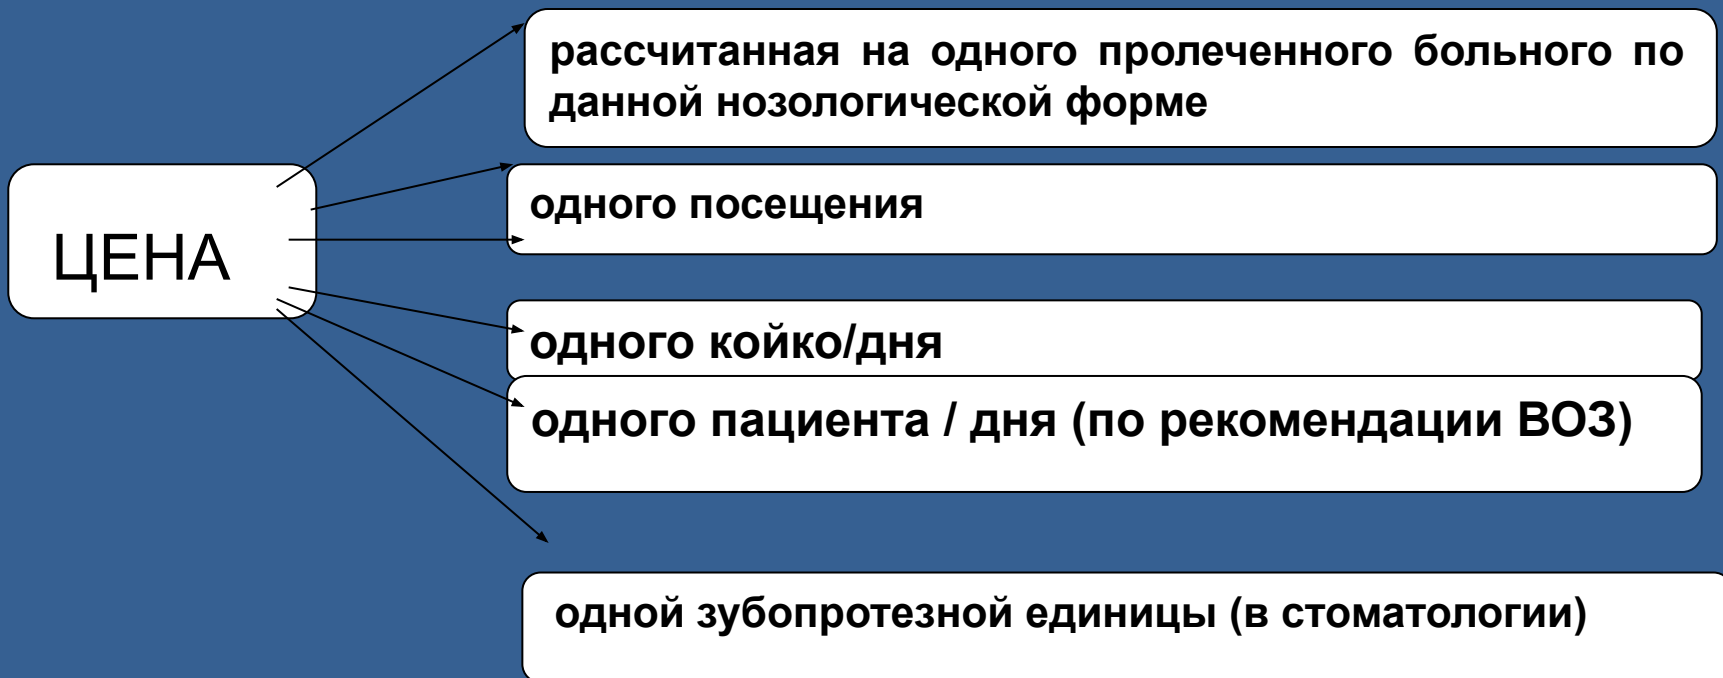 ЦЕНА
рассчитанная на одного пролеченного больного по
данной нозологической форме
одного посещения
одного койко/дня
одного пациента / дня (по рекомендации ВОЗ)
одной зубопротезной единицы (в стоматологии)